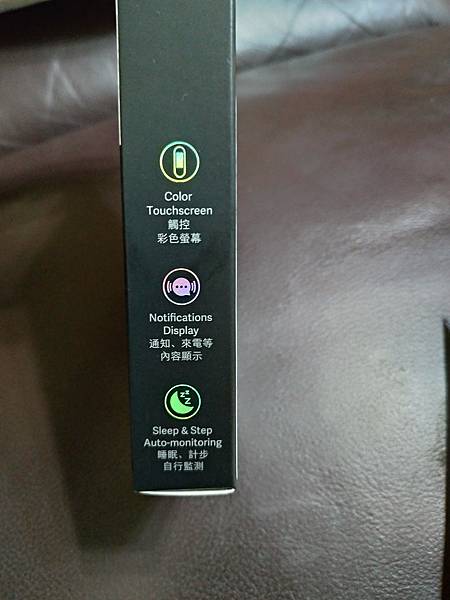 Color
Touchscreen
觸控
彩色螢幕
Notifications
Display
通知、來電等
內容顯示
Sleep & Step
Auto-monitoring
睡眠、計步
自行監測